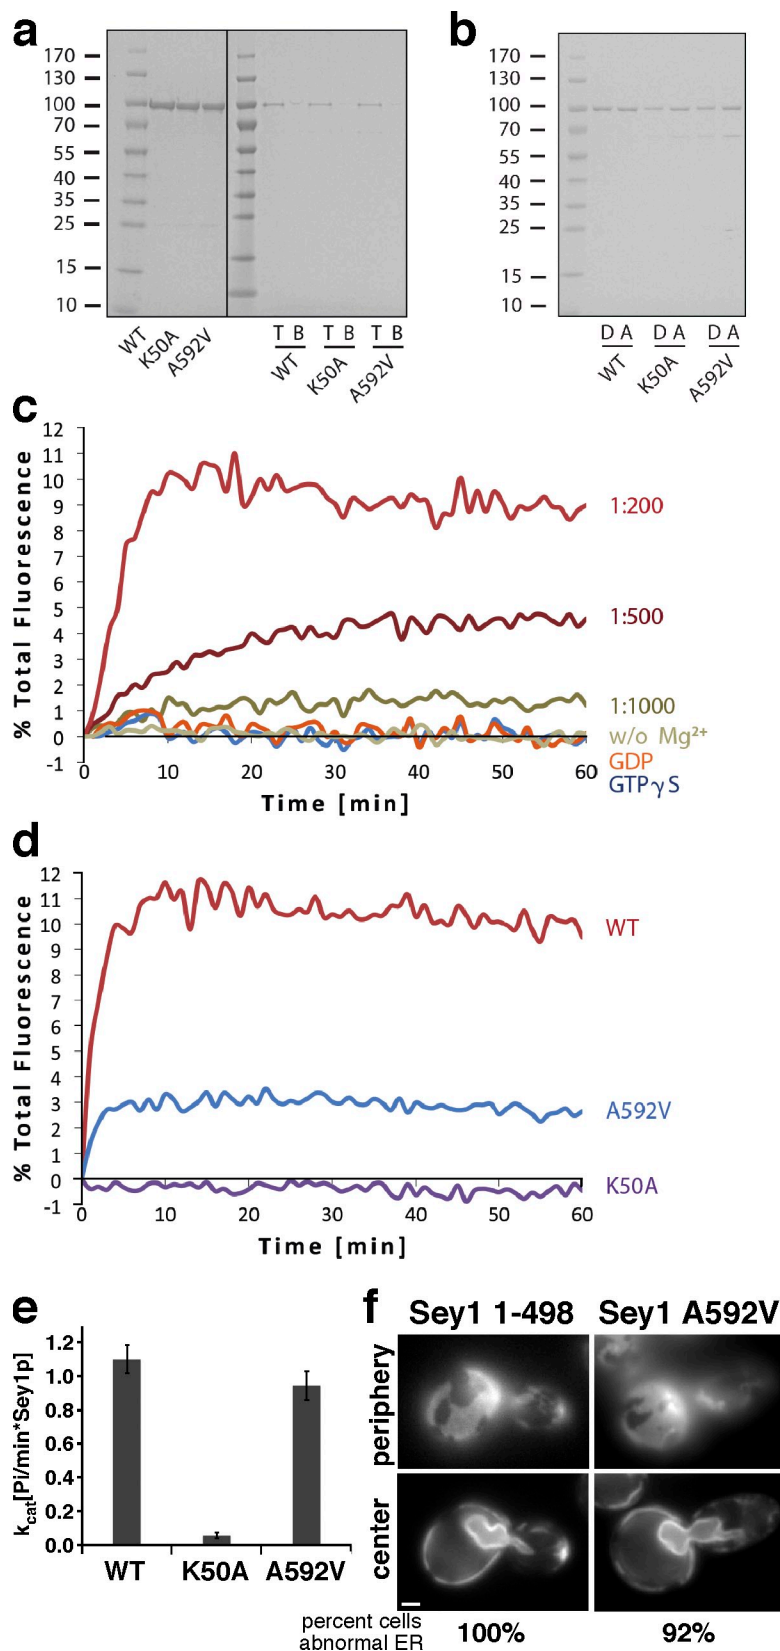 a
170
130
100
70
55
40
35
25
15
10
WT
K50A
A592V
T B
T B
T B
WT
K50A
A592V
b
170
130
100
70
55
40
35
25
15
10
D A
D A
D A
WT
K50A
A592V
c
% Total Fluorescence
12
11
10
9
8
7
6
5
4
3
2
1
0
-1
0
10
20
30
40
50
60
Time [min]
1:200
1:500
1:1000
w/o Mg²⁺
GDP
GTPγS
d
% Total Fluorescence
12
11
10
9
8
7
6
5
4
3
2
1
0
-1
0
10
20
30
40
50
60
Time [min]
WT
A592V
K50A
e
kcat[Pi/min*Sey1p]
1.2
1.0
0.8
0.6
0.4
0.2
0.0
WT
K50A
A592V
f
Sey1 1-498
Sey1 A592V
periphery
center
percent cells
abnormal ER
100%
92%